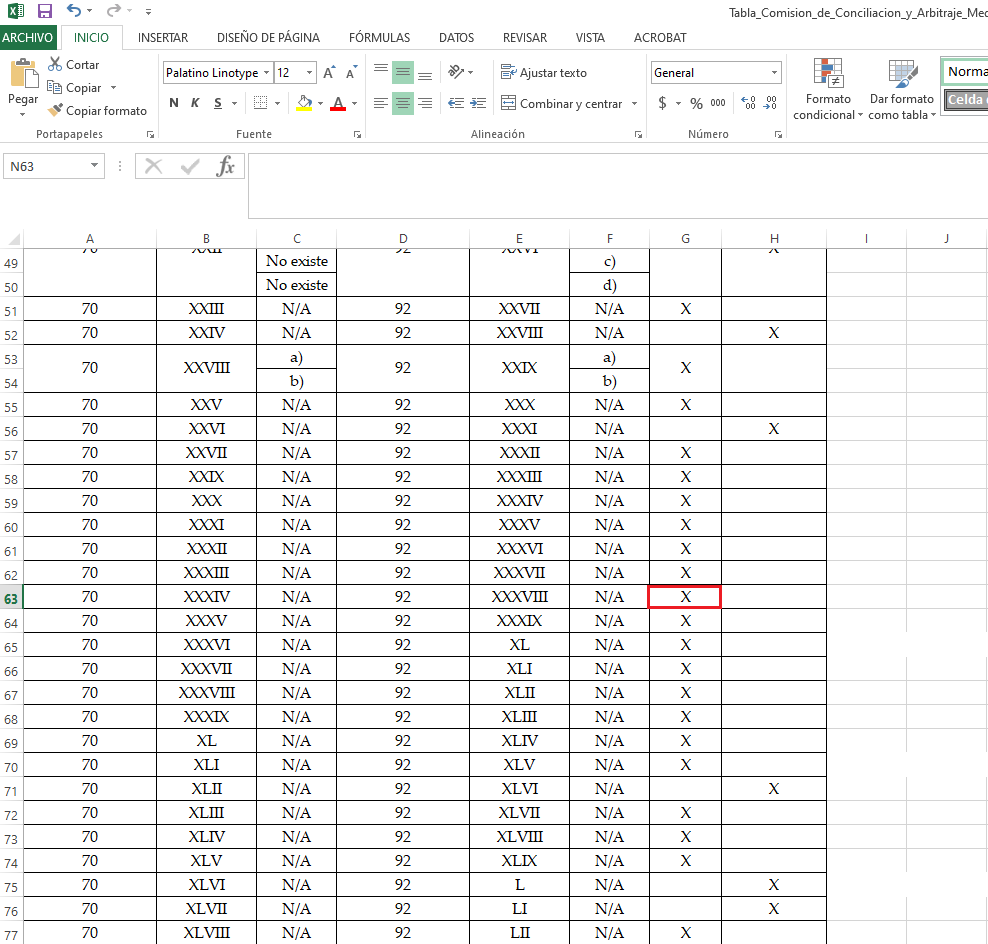 Tabla_Comision_de_Conciliacion_y_Arbitraje_Med
ARCHIVO INICIO INSERTAR DISEÑO DE PÁGINA FÓRMULAS DATOS REVISAR VISTA ACROBAT
Pegar
Cortar
Copiar
Copiar formato
Portapapeles
Palatino Linotype 12 A A
N K S A
Fuente
Ajustar texto
Combinar y centrar
Alineación
General
$ % 000 ,0 ,00 ,00 ,0
Número
Formato condicional
Dar formato como tabla
Norma
Celda
N63 fx
A B C D E F G H I J
49 70 XXII No existe 92 XXVI c) X
50 No existe d)
51 70 XXIII N/A 92 XXVII N/A X
52 70 XXIV N/A 92 XXVIII N/A X
53 70 XXVIII a) 92 XXIX a) X
54 b) b)
55 70 XXV N/A 92 XXX N/A X
56 70 XXVI N/A 92 XXXI N/A X
57 70 XXVII N/A 92 XXXII N/A X
58 70 XXIX N/A 92 XXXIII N/A X
59 70 XXX N/A 92 XXXIV N/A X
60 70 XXXI N/A 92 XXXV N/A X
61 70 XXXII N/A 92 XXXVI N/A X
62 70 XXXIII N/A 92 XXXVII N/A X
63 70 XXXIV N/A 92 XXXVIII N/A X
64 70 XXXV N/A 92 XXXIX N/A X
65 70 XXXVI N/A 92 XL N/A X
66 70 XXXVII N/A 92 XLI N/A X
67 70 XXXVIII N/A 92 XLII N/A X
68 70 XXXIX N/A 92 XLIII N/A X
69 70 XL N/A 92 XLIV N/A X
70 70 XLI N/A 92 XLV N/A X
71 70 XLII N/A 92 XLVI N/A X
72 70 XLIII N/A 92 XLVII N/A X
73 70 XLIV N/A 92 XLVIII N/A X
74 70 XLV N/A 92 XLIX N/A X
75 70 XLVI N/A 92 L N/A X
76 70 XLVII N/A 92 LI N/A X
77 70 XLVIII N/A 92 LII N/A X